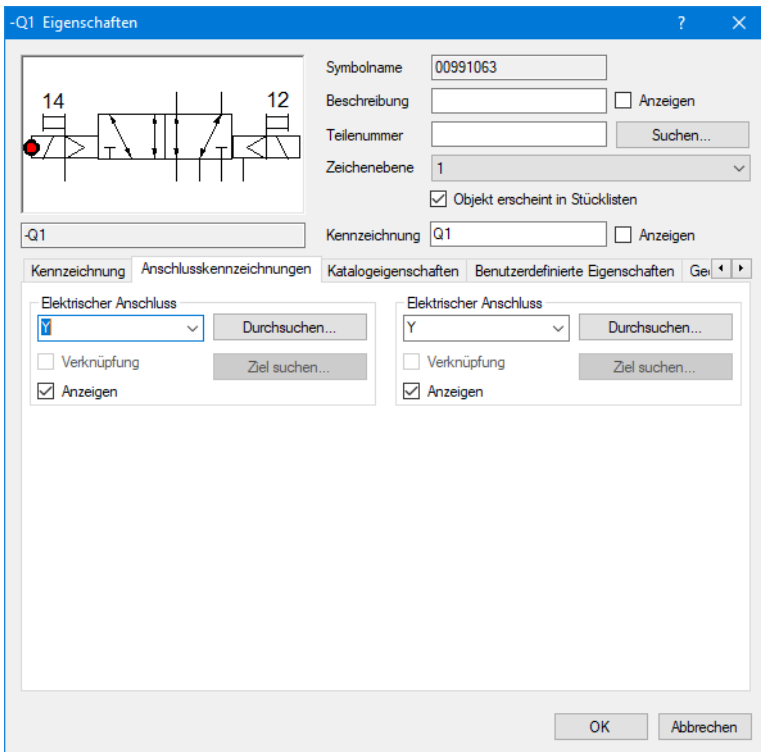 -Q1 Eigenschaften ?
14 12
Symbolname 00991063
Beschreibung Anzeigen
Teilenummer Suchen...
Zeichenebene 1
Objekt erscheint in Stücklisten
-Q1 Kennzeichnung Q1 Anzeigen
Kennzeichnung Anschlusskennzeichnungen Katalogeigenschaften Benutzerdefinierte Eigenschaften Ge
Elektrischer Anschluss Elektrischer Anschluss
Y Durchsuchen... Y Durchsuchen...
Verknüpfung Ziel suchen... Verknüpfung Ziel suchen...
Anzeigen Anzeigen
OK Abbrechen